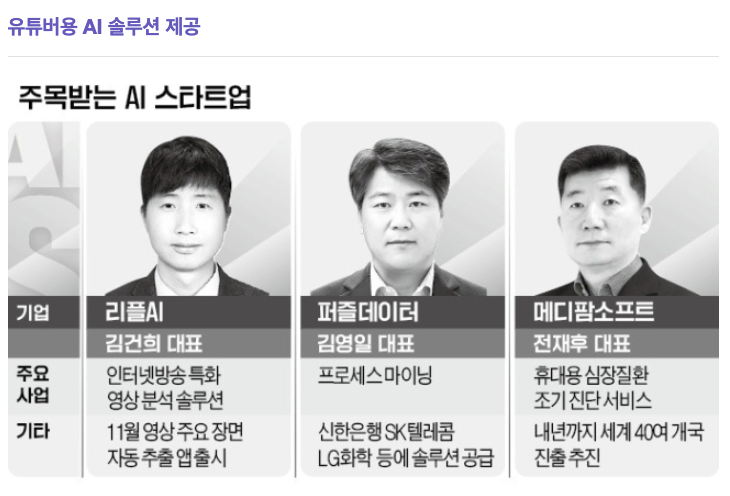 유튜버용 AI 솔루션 제공
주목받는 AI 스타트업
기업
리플AI
퍼즐데이터
메디팜소프트
김건희 대표
김영일 대표
전재후 대표
주요
사업
인터넷방송 특화
영상 분석 솔루션
프로세스 마이닝
휴대용 심장질환
조기 진단 서비스
기타
11월 영상 주요 장면
자동 추출 앱 출시
신한은행 SK텔레콤
LG화학 등에 솔루션 공급
내년까지 세계 40여 개국
진출 추진